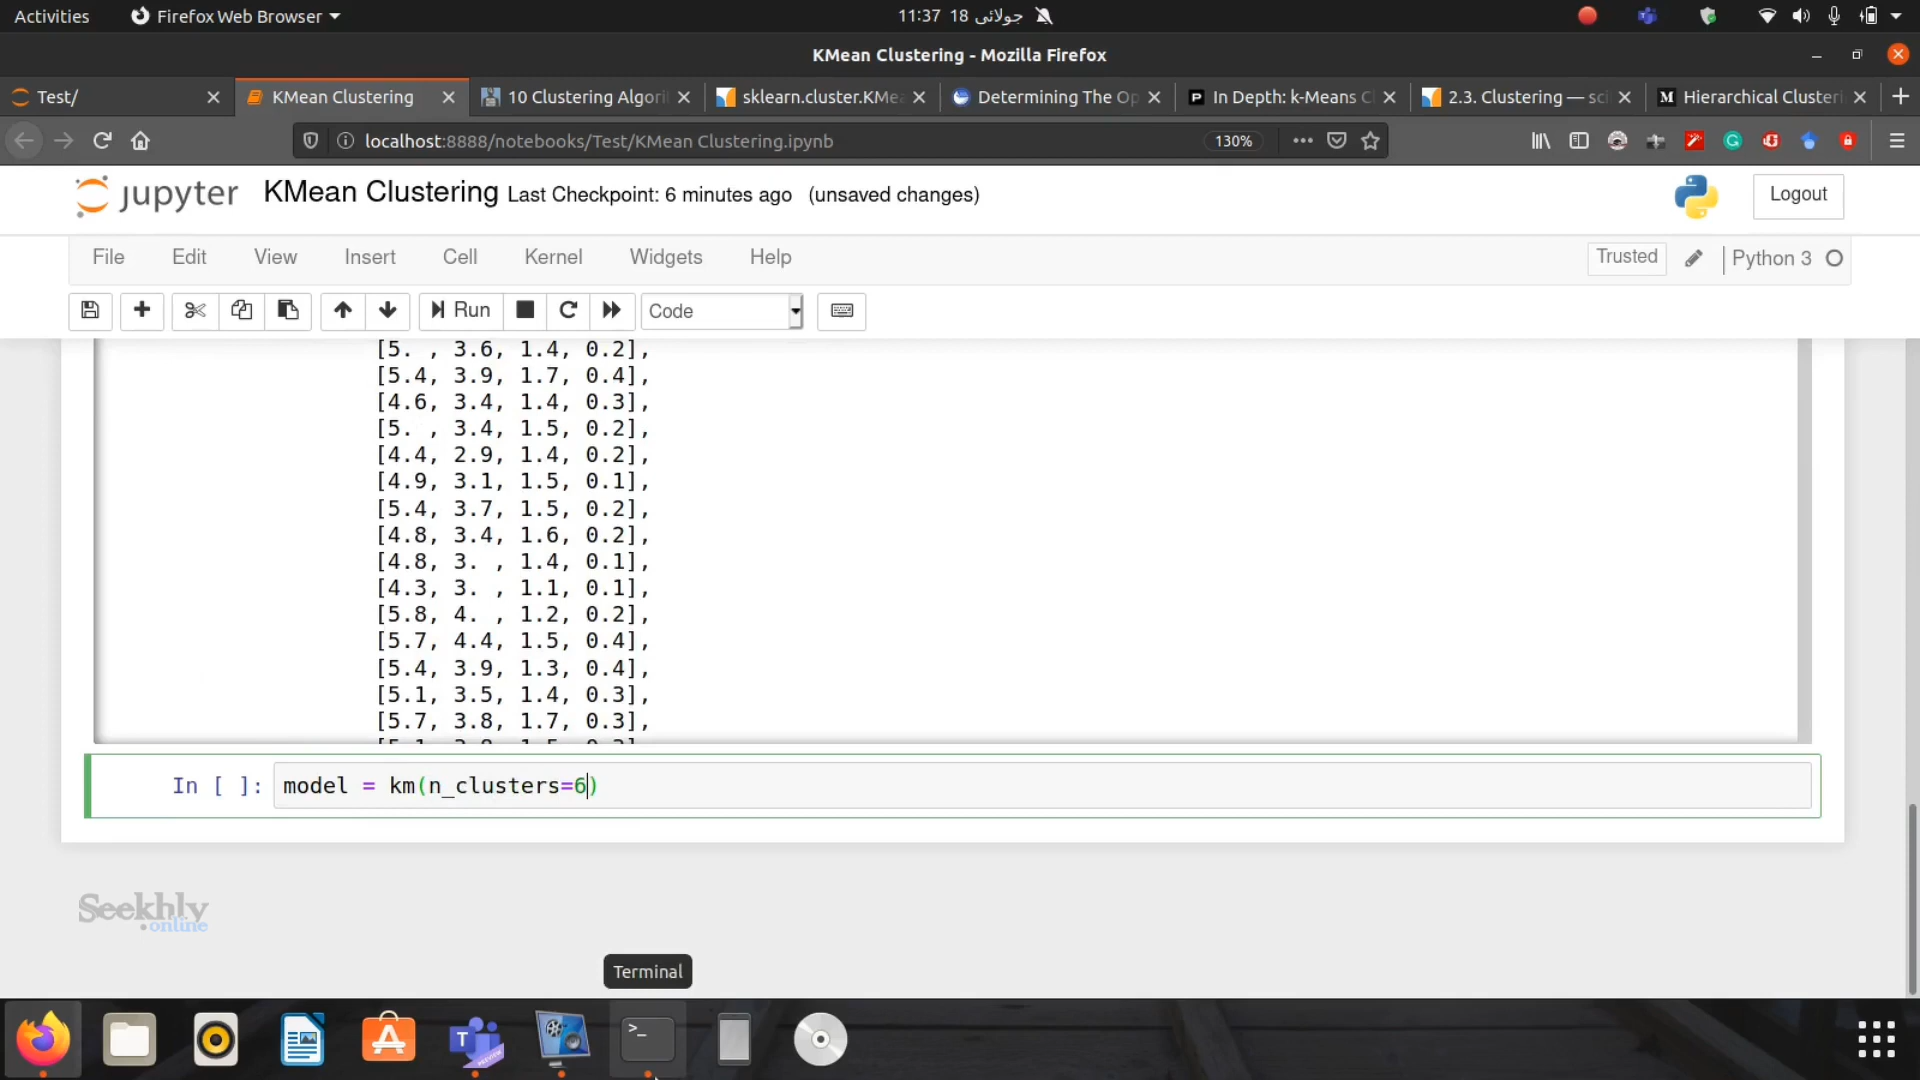 Activities
Firefox Web Browser
11:37 18 جولائی
KMean Clustering - Mozilla Firefox
Test/
KMean Clustering
10 Clustering Algori
sklearn.cluster.KMe
Determining The Op
In Depth: k-Means C
2.3. Clustering — sci
Hierarchical Clusteri
localhost:8888/notebooks/Test/KMean Clustering.ipynb
130%
jupyter KMean Clustering Last Checkpoint: 6 minutes ago (unsaved changes)
Logout
File Edit View Insert Cell Kernel Widgets Help
Trusted
Python 3
Run
Code
[5. , 3.6, 1.4, 0.2],
[5.4, 3.9, 1.7, 0.4],
[4.6, 3.4, 1.4, 0.3],
[5. , 3.4, 1.5, 0.2],
[4.4, 2.9, 1.4, 0.2],
[4.9, 3.1, 1.5, 0.1],
[5.4, 3.7, 1.5, 0.2],
[4.8, 3.4, 1.6, 0.2],
[4.8, 3. , 1.4, 0.1],
[4.3, 3. , 1.1, 0.1],
[5.8, 4. , 1.2, 0.2],
[5.7, 4.4, 1.5, 0.4],
[5.4, 3.9, 1.3, 0.4],
[5.1, 3.5, 1.4, 0.3],
[5.7, 3.8, 1.7, 0.3],
In [ ]: model = km(n_clusters=6)
Seekhly
.online
Terminal